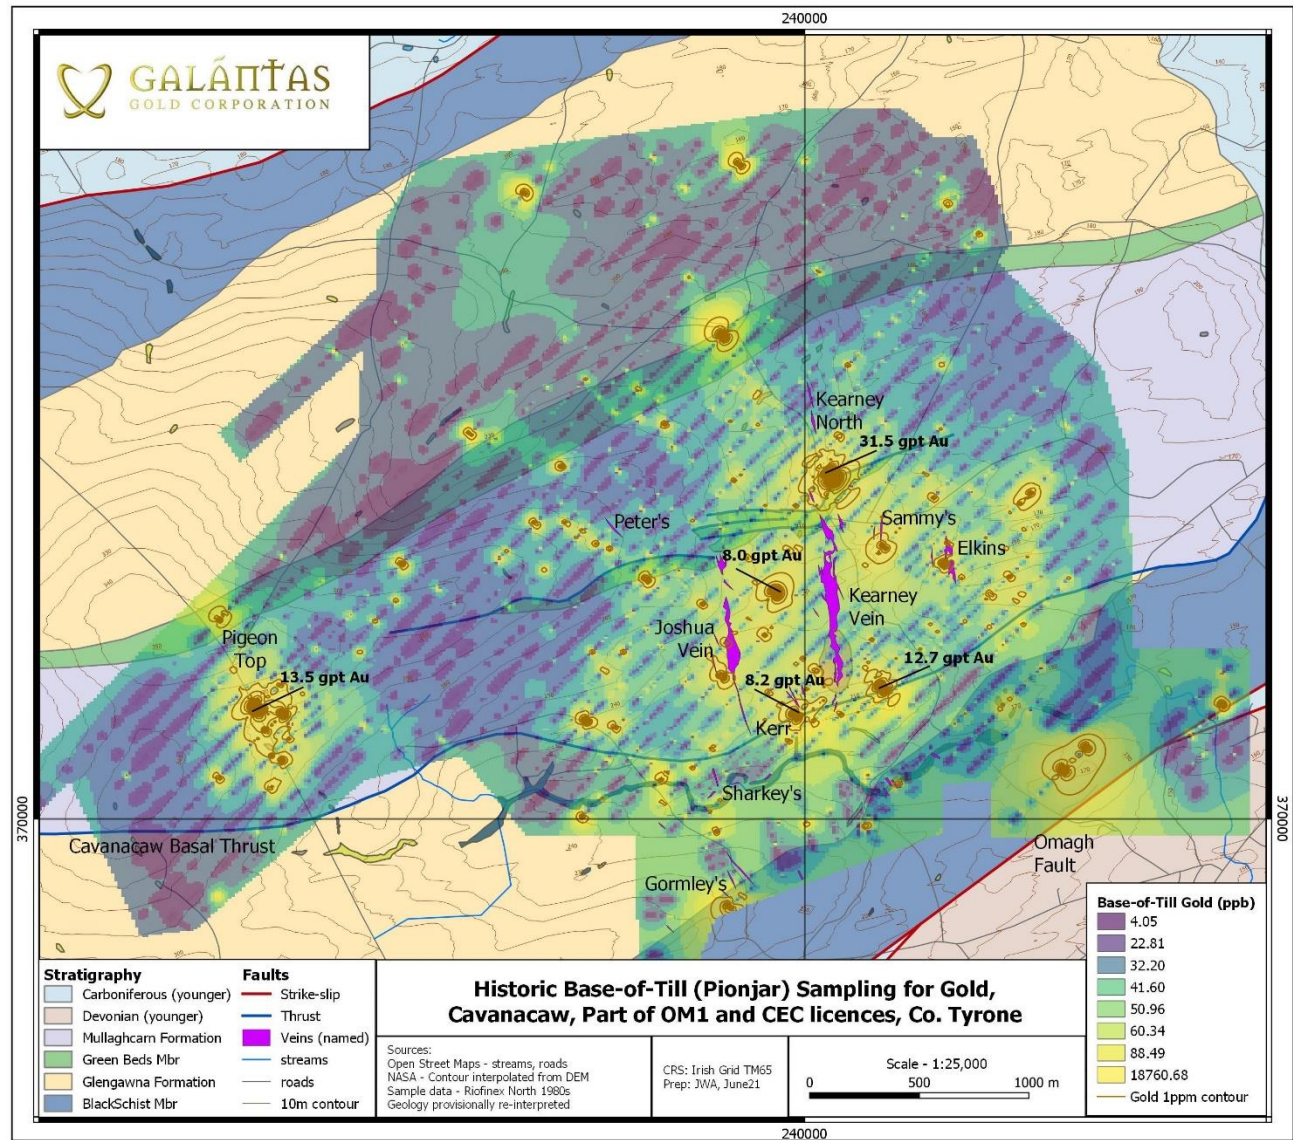 240000
GALÁNTAS
GOLD CORPORATION
Kearney
North
31.5 gpt Au
Peter's
Sammy's
8.0 gpt Au
Elkins
Kearney
Vein
Joshua
Vein
Pigeon
Top
13.5 gpt Au
12.7 gpt Au
8.2 gpt Au
Kerr
Sharkey's
370000
370000
Cavanacaw Basal Thrust
Omagh
Fault
Gormley's
Base-of-Till Gold (ppb)
4.05
22.81
32.20
41.60
50.96
60.34
88.49
18760.68
Gold 1ppm contour
Stratigraphy
Carboniferous (younger)
Devonian (younger)
Mullaghcarn Formation
Green Beds Mbr
Glengawna Formation
BlackSchist Mbr
Faults
Strike-slip
Thrust
Veins (named)
streams
roads
10m contour
Historic Base-of-Till (Pionjar) Sampling for Gold,
Cavanacaw, Part of OM1 and CEC licences, Co. Tyrone
Sources:
Open Street Maps - streams, roads
NASA - Contour interpolated from DEM
Sample data - Riofinex North 1980s
Geology provisionally re-interpreted
CRS: Irish Grid TM65
Prep: JWA, June21
Scale - 1:25,000
0 500 1000 m
240000